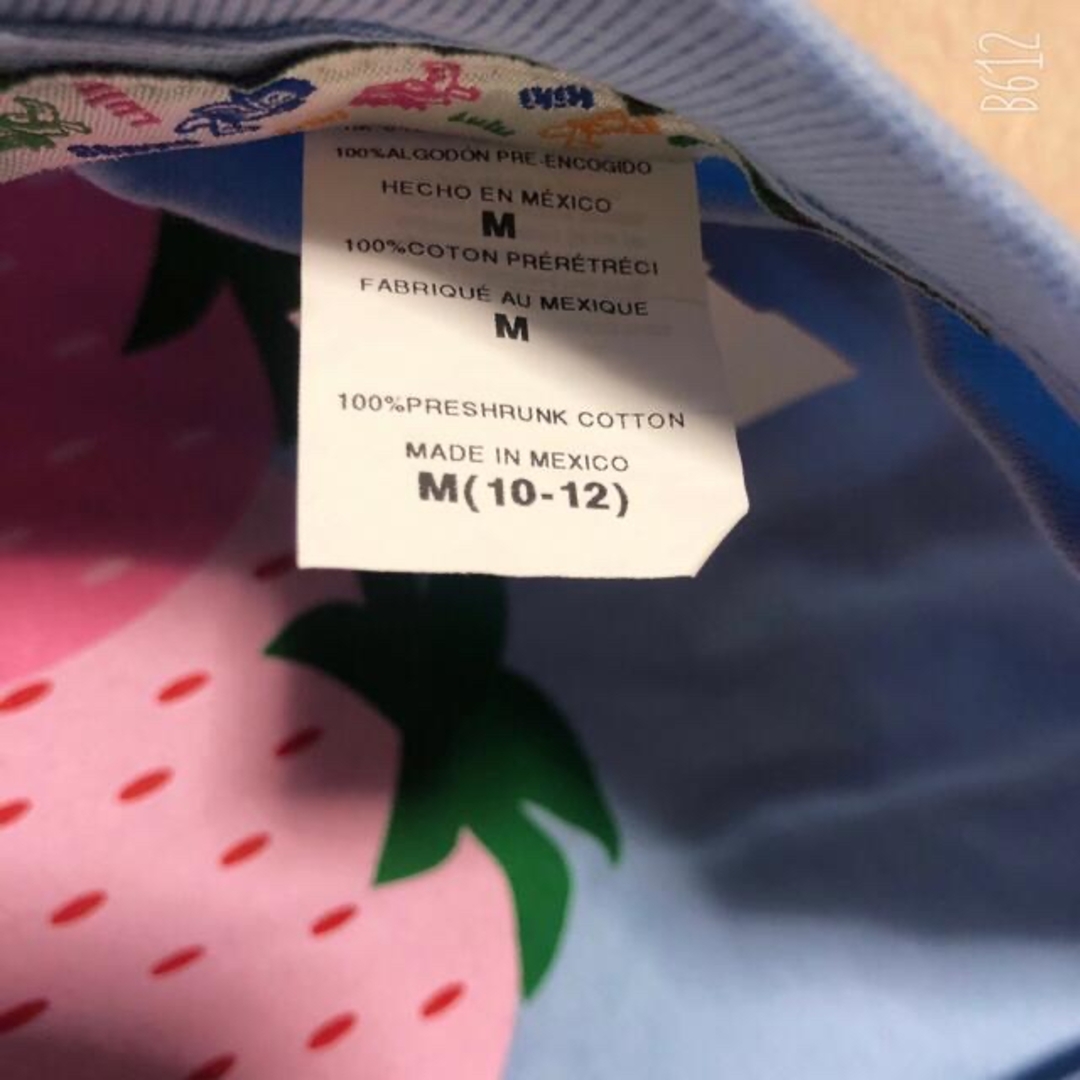 B612
Lulu
100%ALGODÓN PRE-ENCOGIDO
HECHO EN MÉXICO
M
100%COTON PRÉRÉTRÉCI
FABRIQUÉ AU MEXIQUE
M
100%PRESHRUNK COTTON
MADE IN MEXICO
M(10-12)